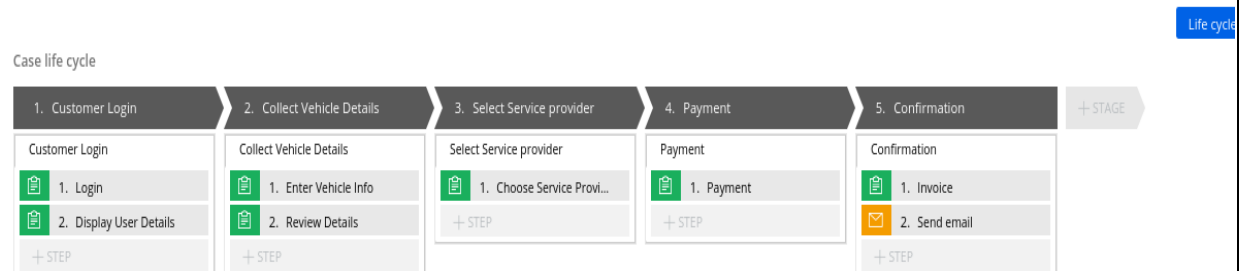 Life cycle
Case life cycle
1. Customer Login
2. Collect Vehicle Details
3. Select Service provider
4. Payment
5. Confirmation
+ STAGE
Customer Login
1. Login
2. Display User Details
+ STEP
Collect Vehicle Details
1. Enter Vehicle Info
2. Review Details
+ STEP
Select Service provider
1. Choose Service Provi...
+ STEP
Payment
1. Payment
+ STEP
Confirmation
1. Invoice
2. Send email
+ STEP